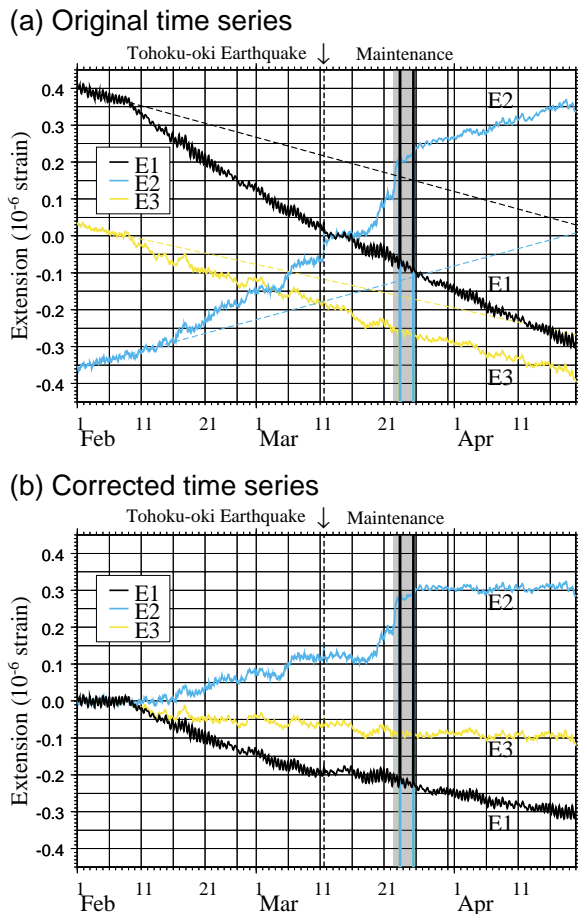 (a) Original time series
Tohoku-oki Earthquake ↓ Maintenance
0.4
0.3
0.2
0.1
0.0
-0.1
-0.2
-0.3
-0.4
Extension (10⁻⁶ strain)
E1
E2
E3
E2
E1
E3
1 11 21 1 11 21 1 11
Feb Mar Apr
(b) Corrected time series
Tohoku-oki Earthquake ↓ Maintenance
0.4
0.3
0.2
0.1
0.0
-0.1
-0.2
-0.3
-0.4
Extension (10⁻⁶ strain)
E1
E2
E3
E2
E3
E1
1 11 21 1 11 21 1 11
Feb Mar Apr